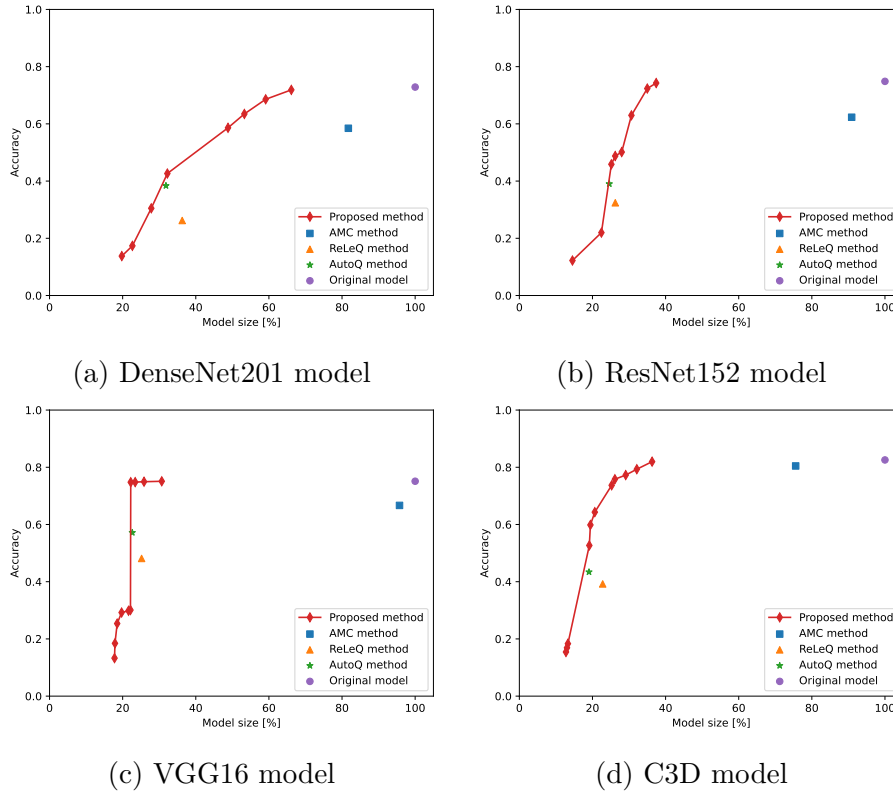 1.0
0.8
0.6
0.4
0.2
0.0
Accuracy
0 20 40 60 80 100
Model size [%]
Proposed method
AMC method
ReLeQ method
AutoQ method
Original model
(a) DenseNet201 model
1.0
0.8
0.6
0.4
0.2
0.0
Accuracy
0 20 40 60 80 100
Model size [%]
Proposed method
AMC method
ReLeQ method
AutoQ method
Original model
(b) ResNet152 model
1.0
0.8
0.6
0.4
0.2
0.0
Accuracy
0 20 40 60 80 100
Model size [%]
Proposed method
AMC method
ReLeQ method
AutoQ method
Original model
(c) VGG16 model
1.0
0.8
0.6
0.4
0.2
0.0
Accuracy
0 20 40 60 80 100
Model size [%]
Proposed method
AMC method
ReLeQ method
AutoQ method
Original model
(d) C3D model